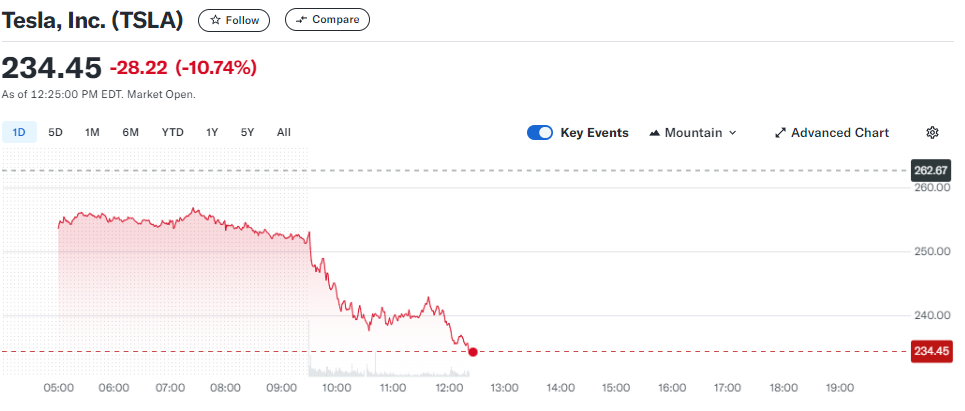 Tesla, Inc. (TSLA) Follow Compare
234.45 -28.22 (-10.74%)
As of 12:25:00 PM EDT. Market Open.
1D 5D 1M 6M YTD 1Y 5Y All Key Events Mountain Advanced Chart
262.67
260.00
250.00
240.00
234.45
05:00 06:00 07:00 08:00 09:00 10:00 11:00 12:00 13:00 14:00 15:00 16:00 17:00 18:00 19:00